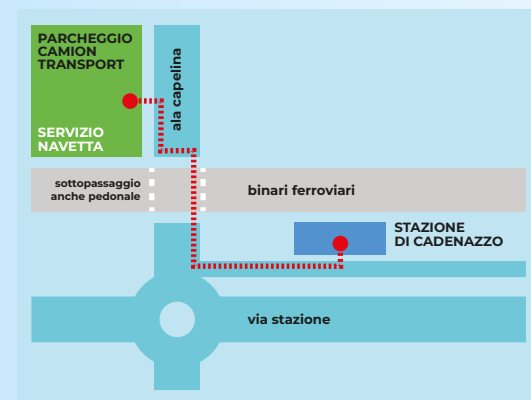 PARCHEGGIO
CAMION
TRANSPORT
SERVIZIO
NAVETTA
ala capelina
sottopassaggio
anche pedonale
binari ferroviari
STAZIONE
DI CADENAZZO
via stazione